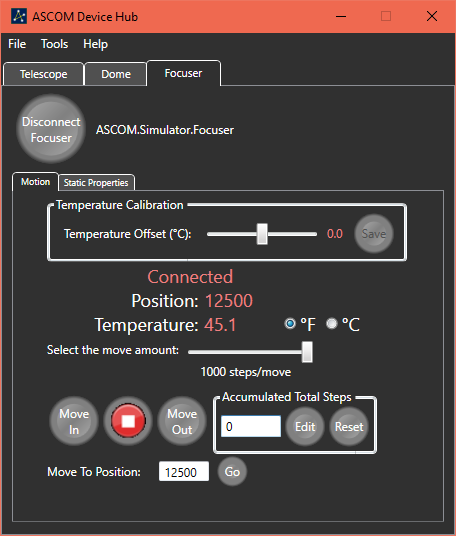 ASCOM Device Hub
File Tools Help
Telescope Dome Focuser
Disconnect
Focuser
ASCOM.Simulator.Focuser
Motion Static Properties
Temperature Calibration
Temperature Offset (°C): 0.0 Save
Connected
Position: 12500
Temperature: 45.1 °F °C
Select the move amount:
1000 steps/move
Move
In
Move
Out
Accumulated Total Steps
0 Edit Reset
Move To Position: 12500 Go